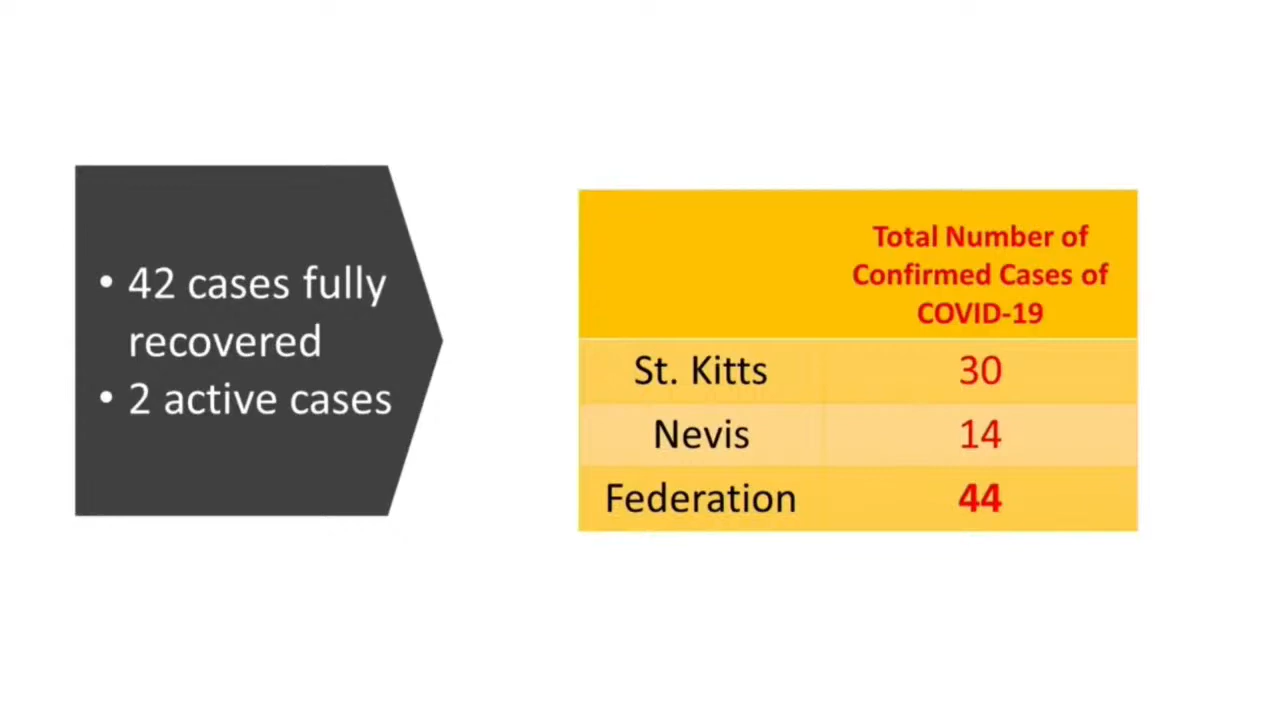 • 42 cases fully
recovered
• 2 active cases
Total Number of
Confirmed Cases of
COVID-19
St. Kitts 30
Nevis 14
Federation 44